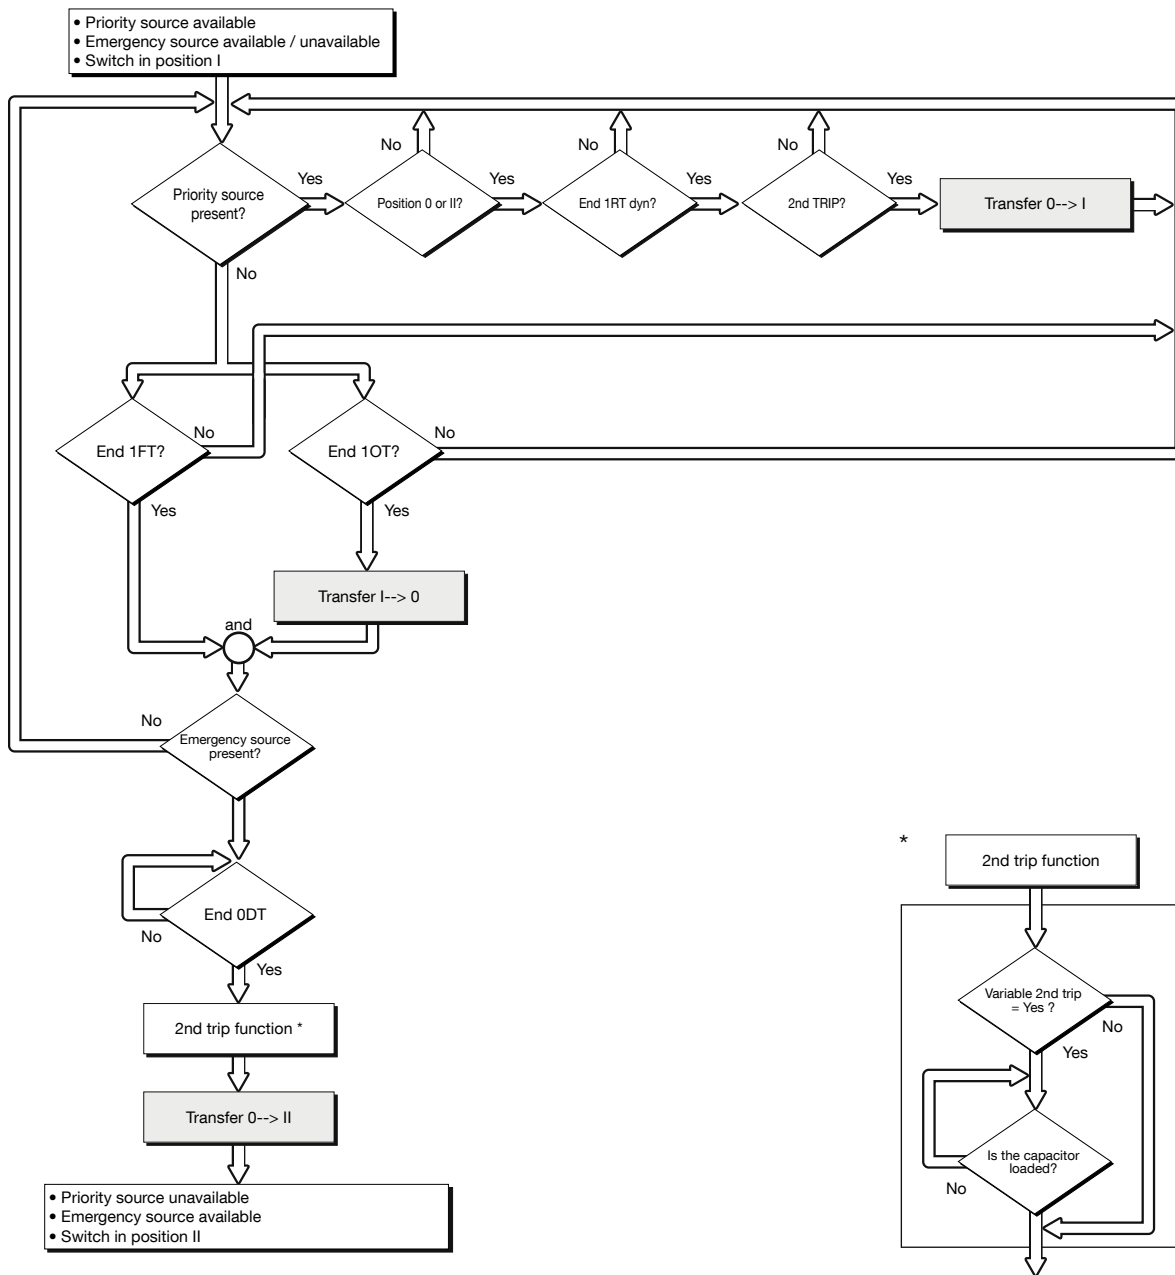 • Priority source available
• Emergency source available / unavailable
• Switch in position I
No
No
No
Yes
Yes
Yes
Yes
Priority source
present?
Position 0 or II?
End 1RT dyn?
2nd TRIP?
Transfer 0--> I
No
No
No
End 1FT?
End 1OT?
Yes
Yes
Transfer I--> 0
and
No
Emergency source
present?
End 0DT
No
Yes
2nd trip function *
Transfer 0--> II
• Priority source unavailable
• Emergency source available
• Switch in position II
*
2nd trip function
Variable 2nd trip
= Yes ?
No
Yes
Is the capacitor
loaded?
No